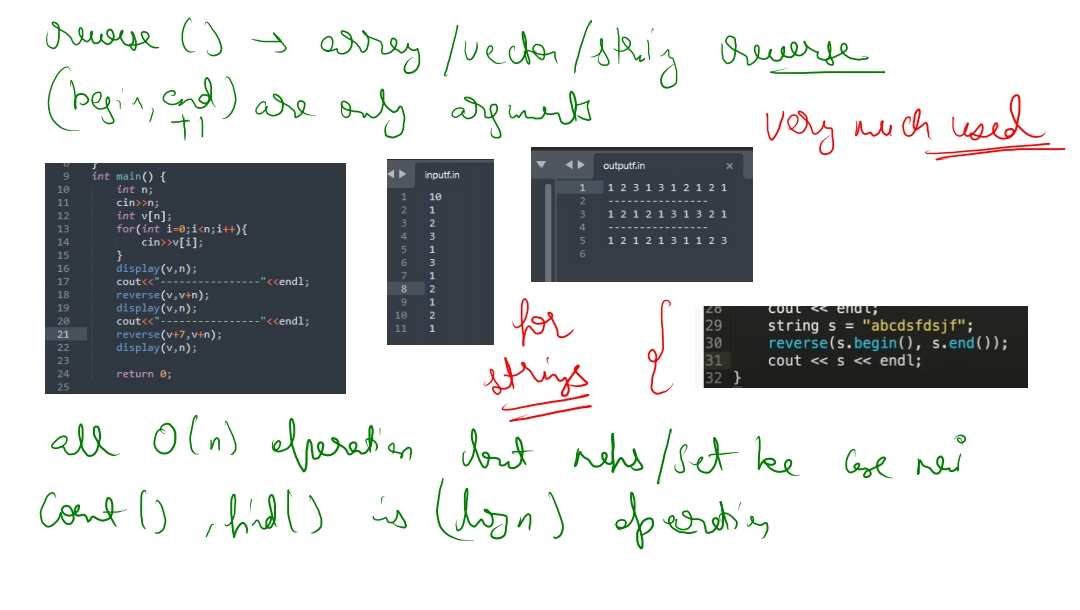 reverse () → array/vector/string reverse
(begin, end+1) are only arguments
very much used
8 }
9 int main() {
10 int n;
11 cin>>n;
12 int v[n];
13 for(int i=0;i<n;i++){
14 cin>>v[i];
15 }
16 display(v,n);
17 cout<<"----------------"<<endl;
18 reverse(v,v+n);
19 display(v,n);
20 cout<<"----------------"<<endl;
21 reverse(v+7,v+n);
22 display(v,n);
23
24 return 0;
25
inputf.in
1 10
2 1
3 2
4 3
5 1
6 3
7 1
8 2
9 1
10 2
11 1
outputf.in ×
1 1 2 3 1 3 1 2 1 2 1
2 ----------------
3 1 2 1 2 1 3 1 3 2 1
4 ----------------
5 1 2 1 2 1 3 1 1 2 3
6
for
strings {
28 cout << endl;
29 string s = "abcdsfdsjf";
30 reverse(s.begin(), s.end());
31 cout << s << endl;
32 }
all O(n) operation but maps/set ke case mei
count() , find() is (logn) operation